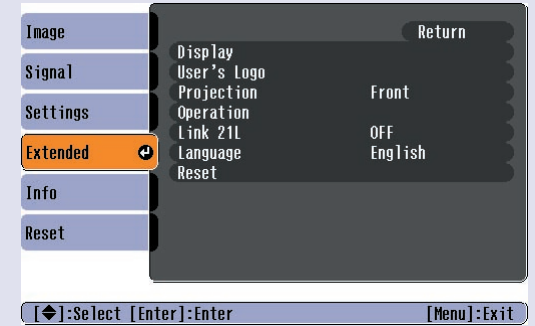 Image
Signal
Settings
Extended
Info
Reset
Return
Display
User's Logo
Projection Front
Operation
Link 21L OFF
Language English
Reset
[◆]:Select [Enter]:Enter [Menu]:Exit